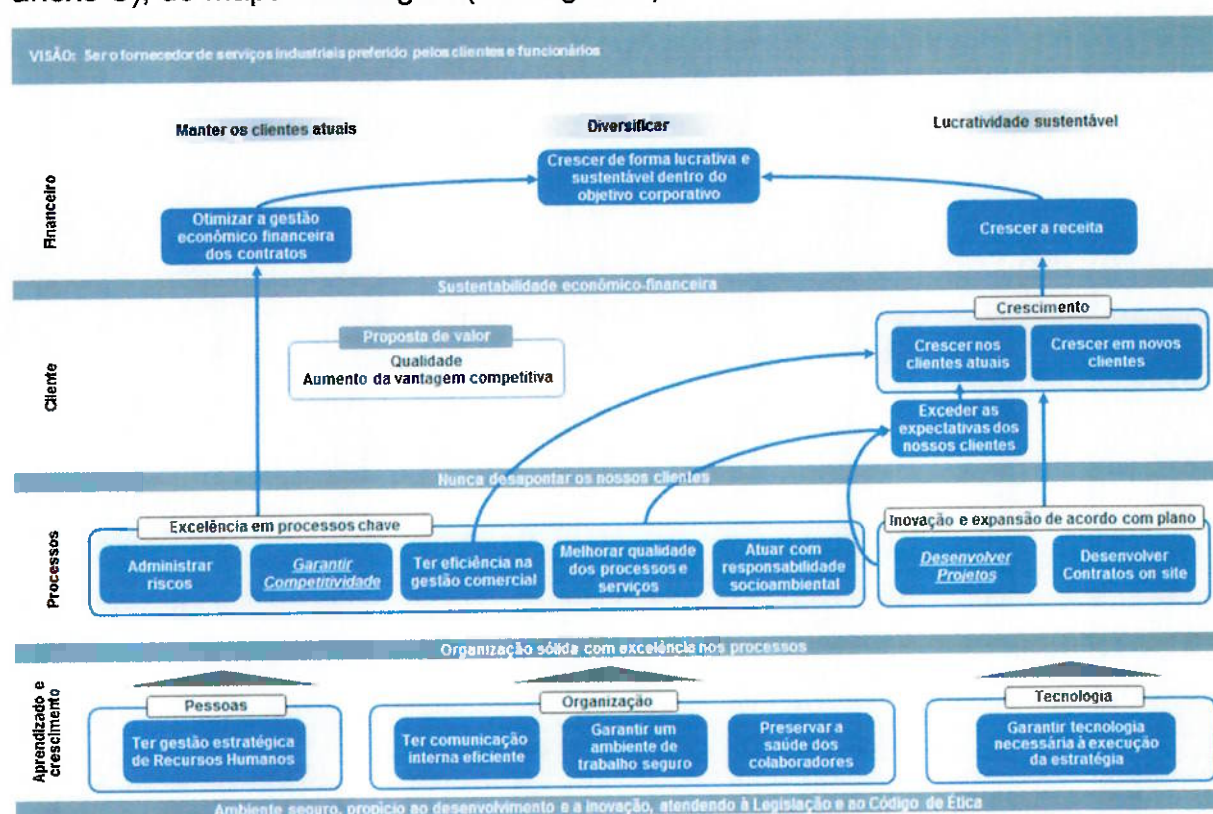 VISÃO: Ser o fornecedor de serviços industriais preferido pelos clientes e funcionários
Manter os clientes atuais
Diversificar
Lucratividade sustentável
Financeiro
Crescer de forma lucrativa e
sustentável dentro do
objetivo corporativo
Otimizar a gestão
econômico financeira
dos contratos
Crescer a receita
Sustentabilidade econômico-financeira
Cliente
Proposta de valor
Qualidade
Aumento da vantagem competitiva
Crescimento
Crescer nos
clientes atuais
Crescer em novos
clientes
Exceder as
expectativas dos
nossos clientes
Nunca desapontar os nossos clientes
Processos
Excelência em processos chave
Administrar
riscos
Garantir
Competitividade
Ter eficiência na
gestão comercial
Melhorar qualidade
dos processos e
serviços
Atuar com
responsabilidade
socioambiental
Inovação e expansão de acordo com plano
Desenvolver
Projetos
Desenvolver
Contratos on site
Organização sólida com excelência nos processos
Aprendizado e
crescimento
Pessoas
Ter gestão estratégica
de Recursos Humanos
Organização
Ter comunicação
interna eficiente
Garantir um
ambiente de
trabalho seguro
Preservar a
saúde dos
colaboradores
Tecnologia
Garantir tecnologia
necessária à execução
da estratégia
Ambiente seguro, propício ao desenvolvimento e a inovação, atendendo à Legislação e ao Código de Ética